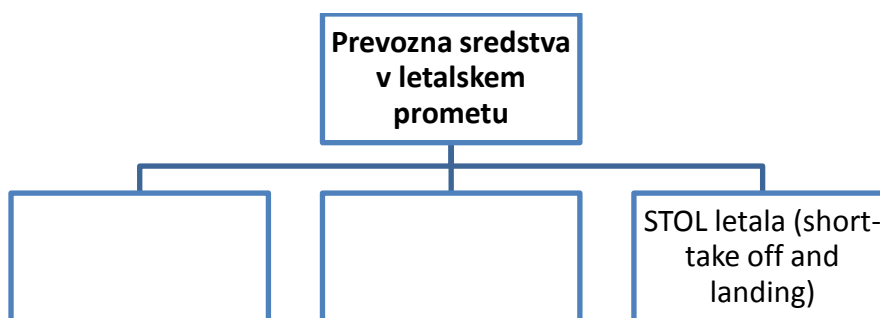 Prevozna sredstva
v letalskem
prometu
STOL letala (short-
take off and
landing)